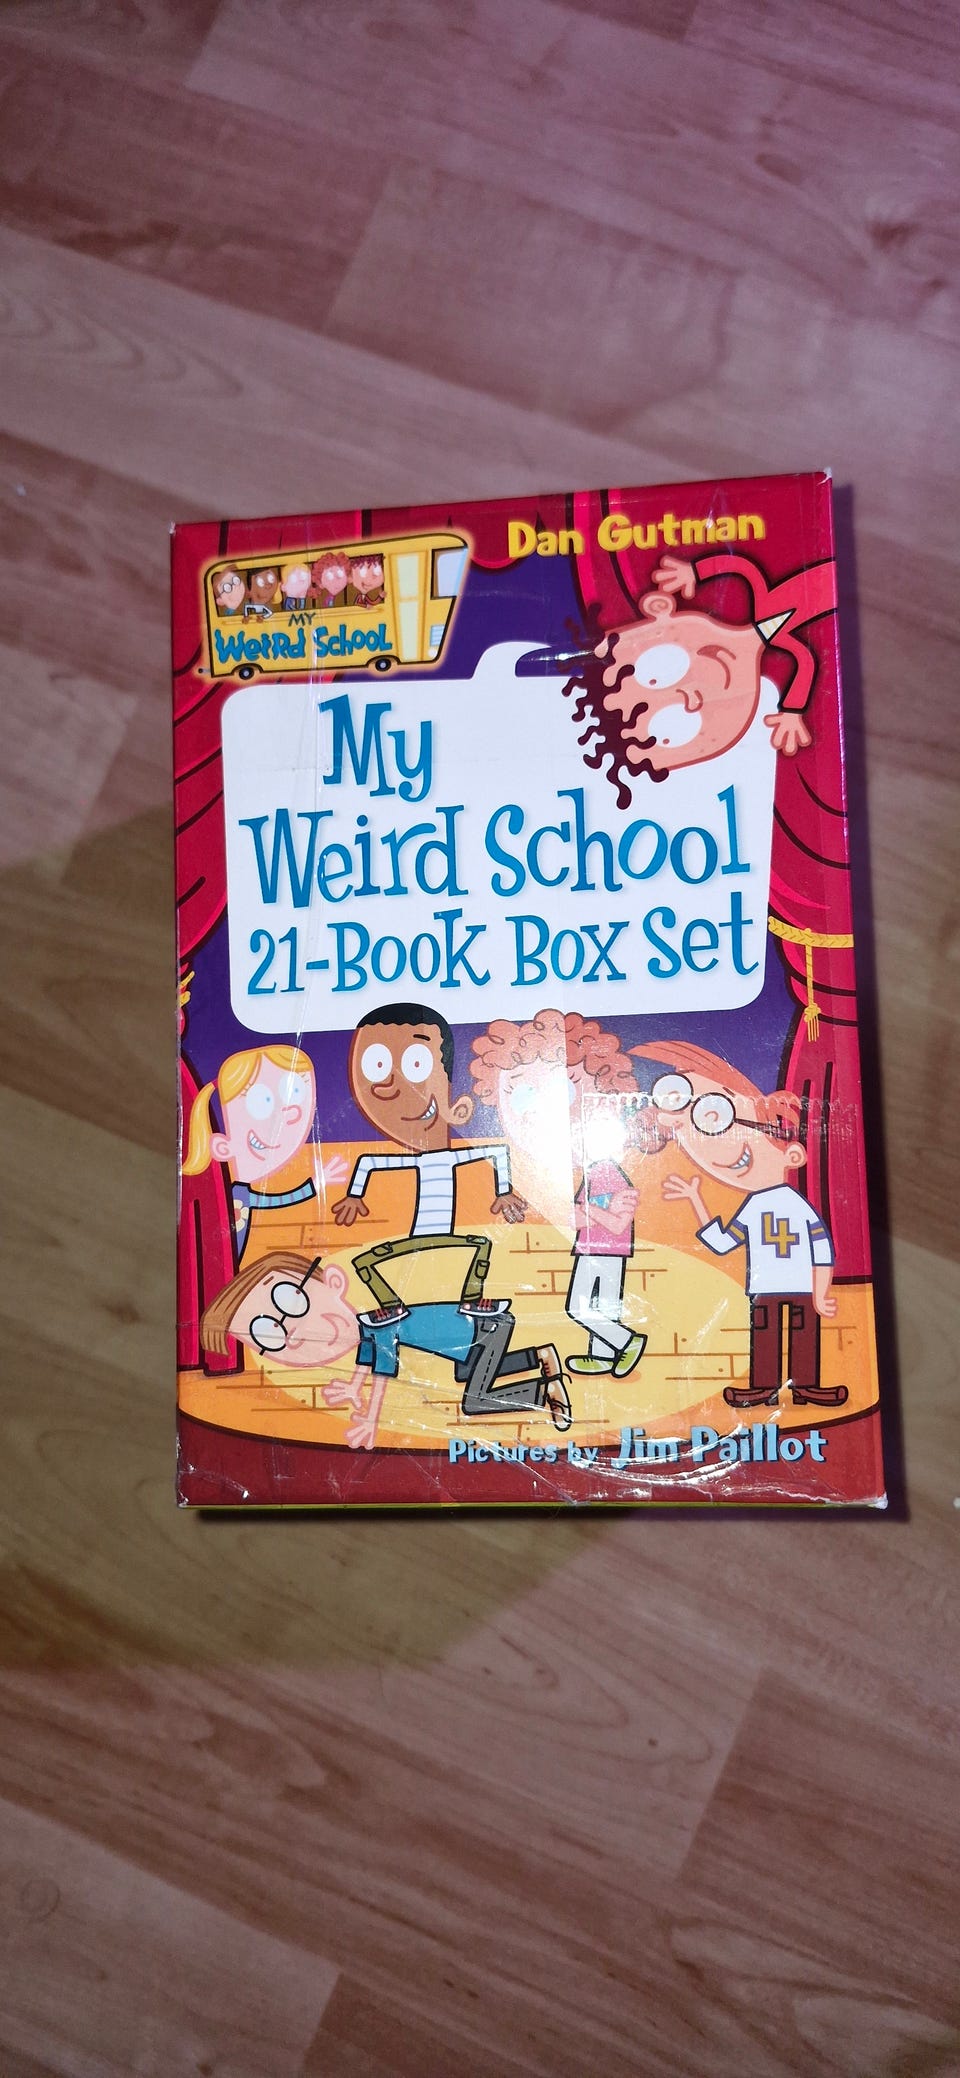 Dan Gutman
MY
Weird School
My
Weird School
21-Book Box Set
4
Pictures by Jim Paillot